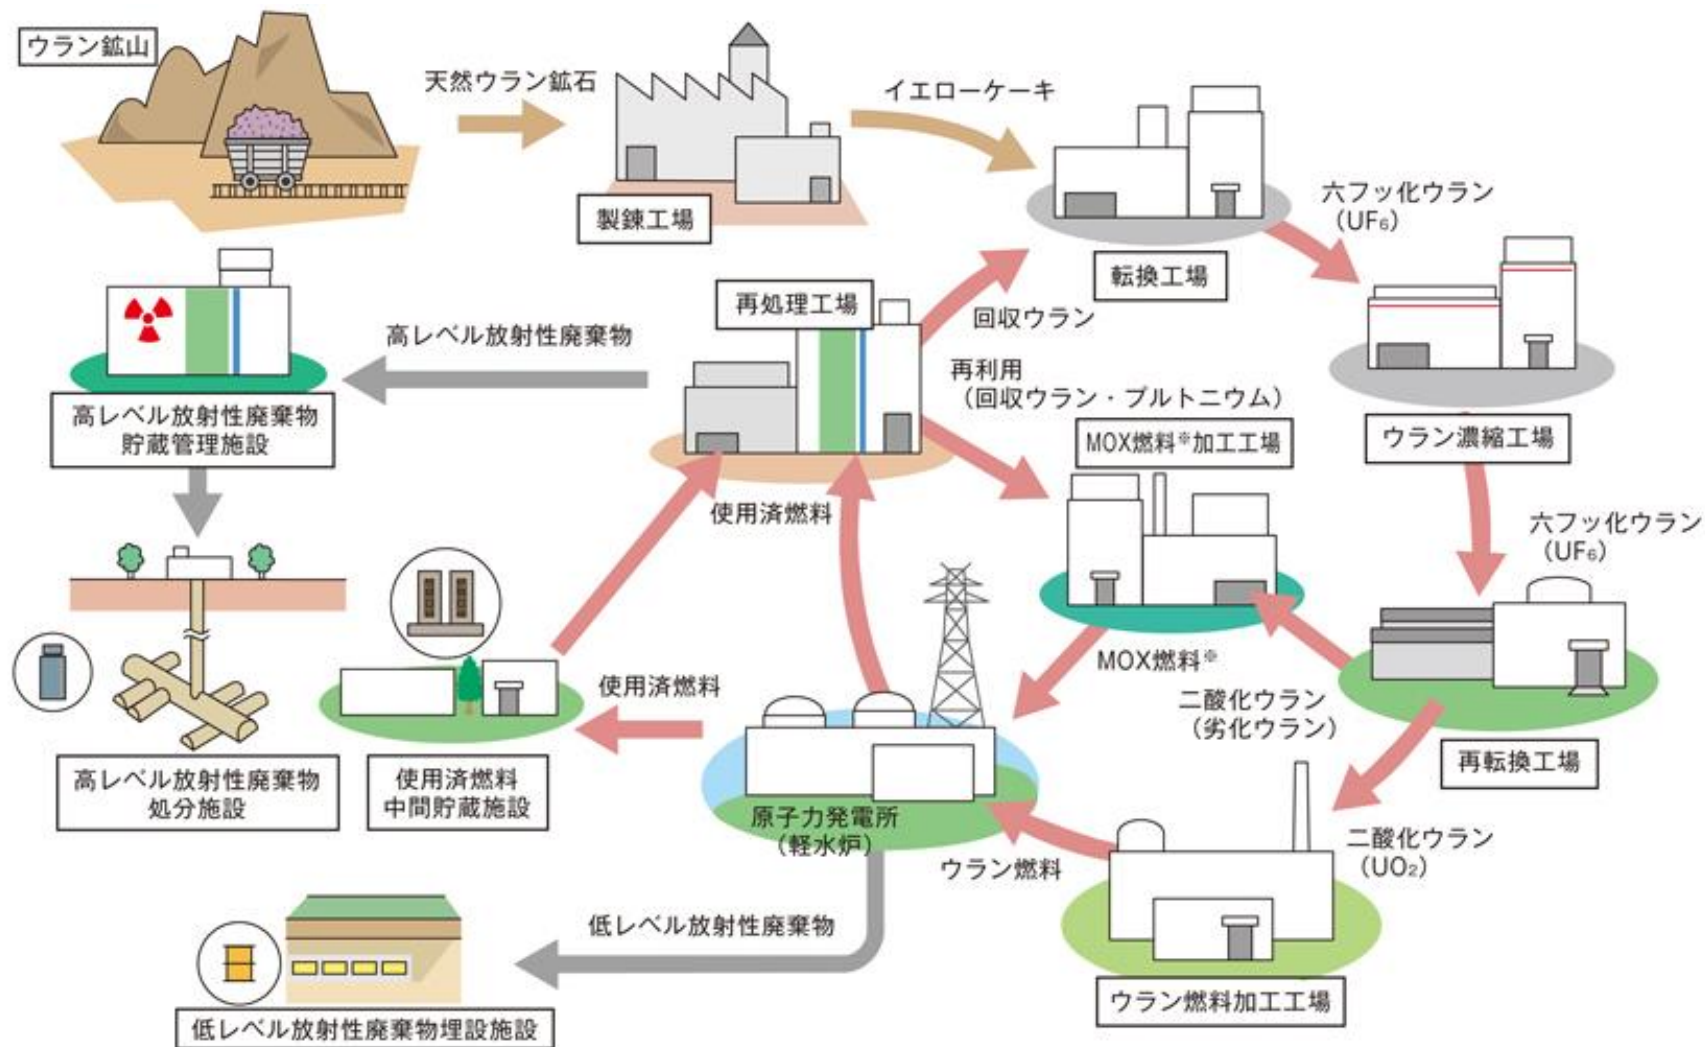 ウラン鉱山
天然ウラン鉱石
イエローケーキ
製錬工場
転換工場
六フッ化ウラン
（UF₆）
再処理工場
回収ウラン
高レベル放射性廃棄物
再利用
（回収ウラン・プルトニウム）
高レベル放射性廃棄物
貯蔵管理施設
MOX燃料※加工工場
ウラン濃縮工場
使用済燃料
六フッ化ウラン
（UF₆）
MOX燃料※
使用済燃料
二酸化ウラン
（劣化ウラン）
再転換工場
高レベル放射性廃棄物
処分施設
使用済燃料
中間貯蔵施設
原子力発電所
（軽水炉）
二酸化ウラン
（UO₂）
ウラン燃料
低レベル放射性廃棄物
ウラン燃料加工工場
低レベル放射性廃棄物埋設施設